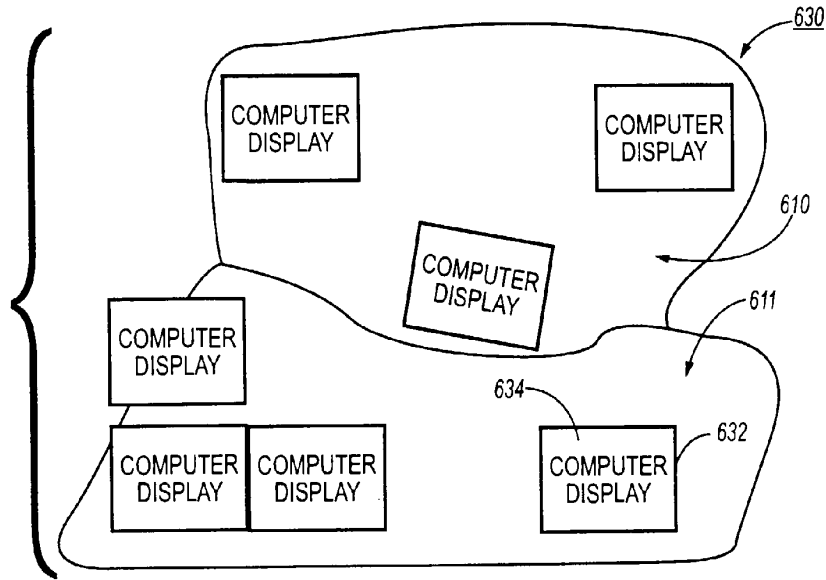 630
COMPUTER
DISPLAY
COMPUTER
DISPLAY
610
COMPUTER
DISPLAY
611
COMPUTER
DISPLAY
634
632
COMPUTER
DISPLAY
COMPUTER
DISPLAY
COMPUTER
DISPLAY